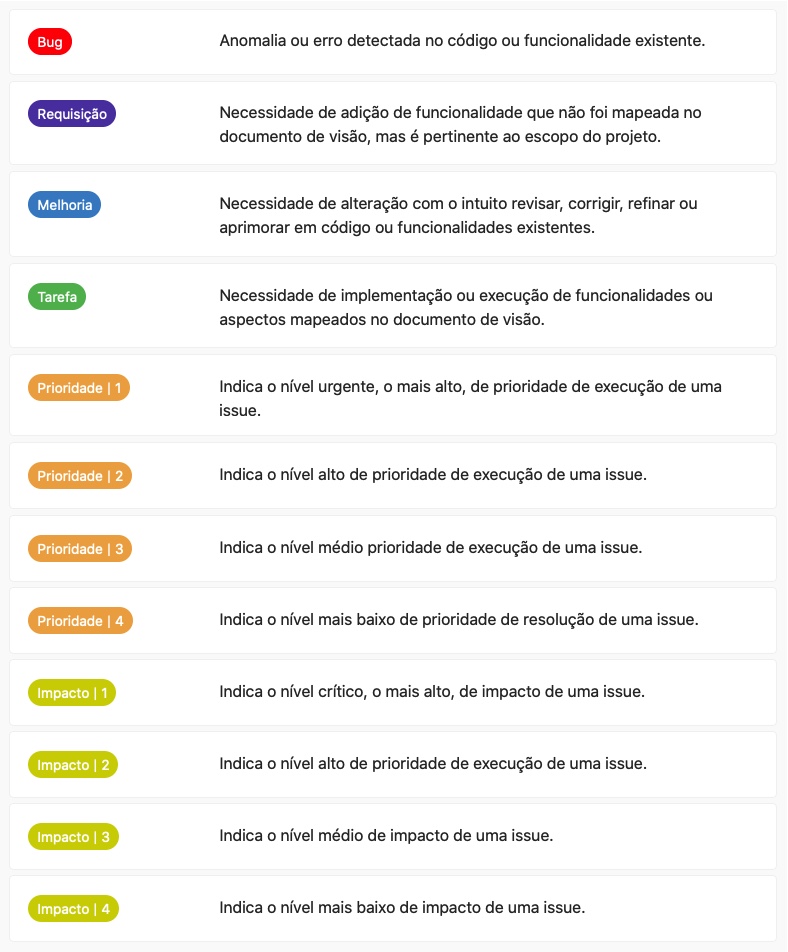 Bug
Anomalia ou erro detectada no código ou funcionalidade existente.
Requisição
Necessidade de adição de funcionalidade que não foi mapeada no
documento de visão, mas é pertinente ao escopo do projeto.
Melhoria
Necessidade de alteração com o intuito revisar, corrigir, refinar ou
aprimorar em código ou funcionalidades existentes.
Tarefa
Necessidade de implementação ou execução de funcionalidades ou
aspectos mapeados no documento de visão.
Prioridade | 1
Indica o nível urgente, o mais alto, de prioridade de execução de uma
issue.
Prioridade | 2
Indica o nível alto de prioridade de execução de uma issue.
Prioridade | 3
Indica o nível médio prioridade de execução de uma issue.
Prioridade | 4
Indica o nível mais baixo de prioridade de resolução de uma issue.
Impacto | 1
Indica o nível crítico, o mais alto, de impacto de uma issue.
Impacto | 2
Indica o nível alto de prioridade de execução de uma issue.
Impacto | 3
Indica o nível médio de impacto de uma issue.
Impacto | 4
Indica o nível mais baixo de impacto de uma issue.